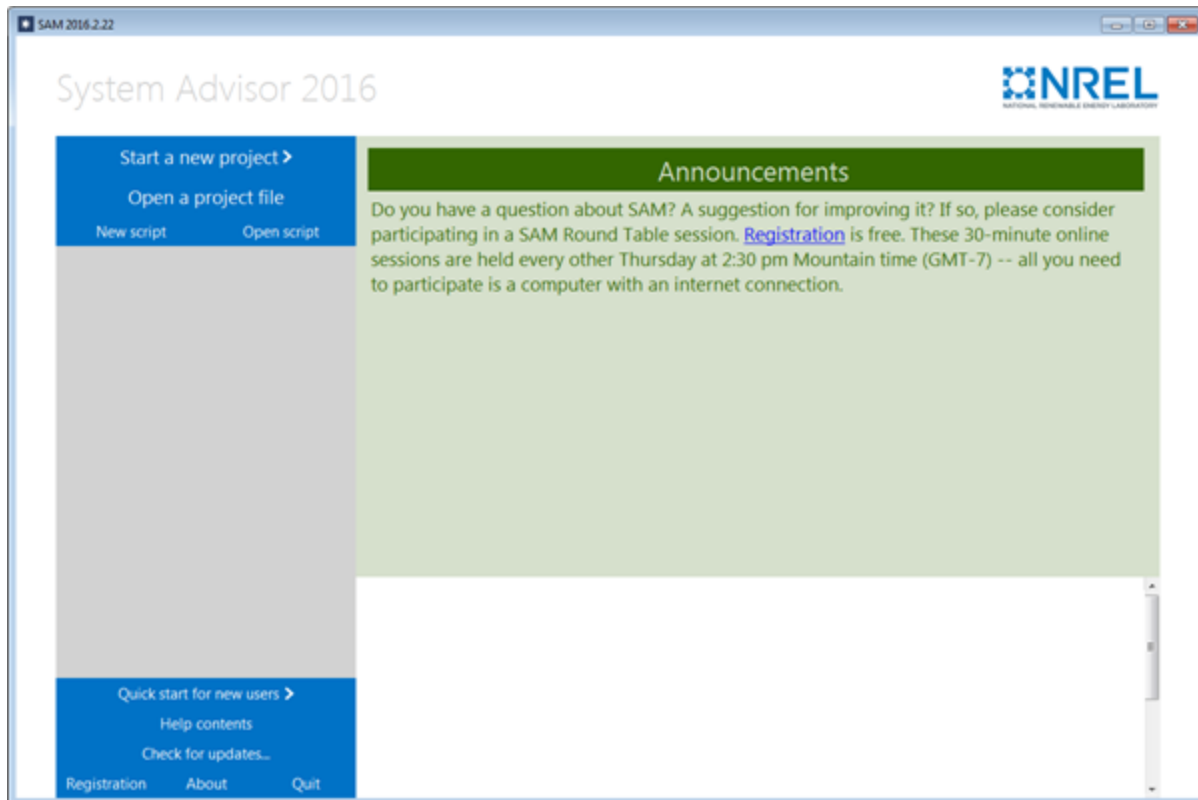 SAM 2016.2.22
System Advisor 2016
NREL
NATIONAL RENEWABLE ENERGY LABORATORY
Start a new project
Open a project file
New script Open script
Announcements
Do you have a question about SAM? A suggestion for improving it? If so, please consider
participating in a SAM Round Table session. Registration is free. These 30-minute online
sessions are held every other Thursday at 2:30 pm Mountain time (GMT-7) -- all you need
to participate is a computer with an internet connection.
Quick start for new users
Help contents
Check for updates...
Registration About Quit